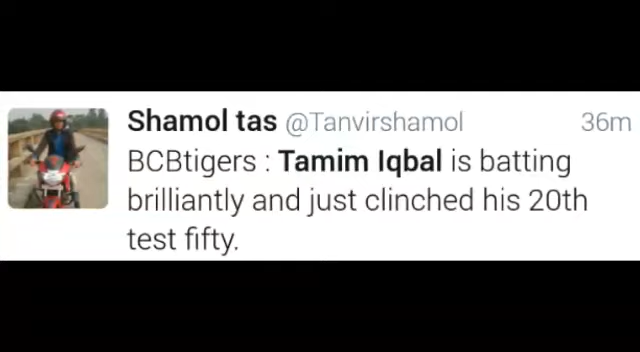 Shamol tas @Tanvirshamol 36m
BCBtigers : Tamim Iqbal is batting
brilliantly and just clinched his 20th
test fifty.